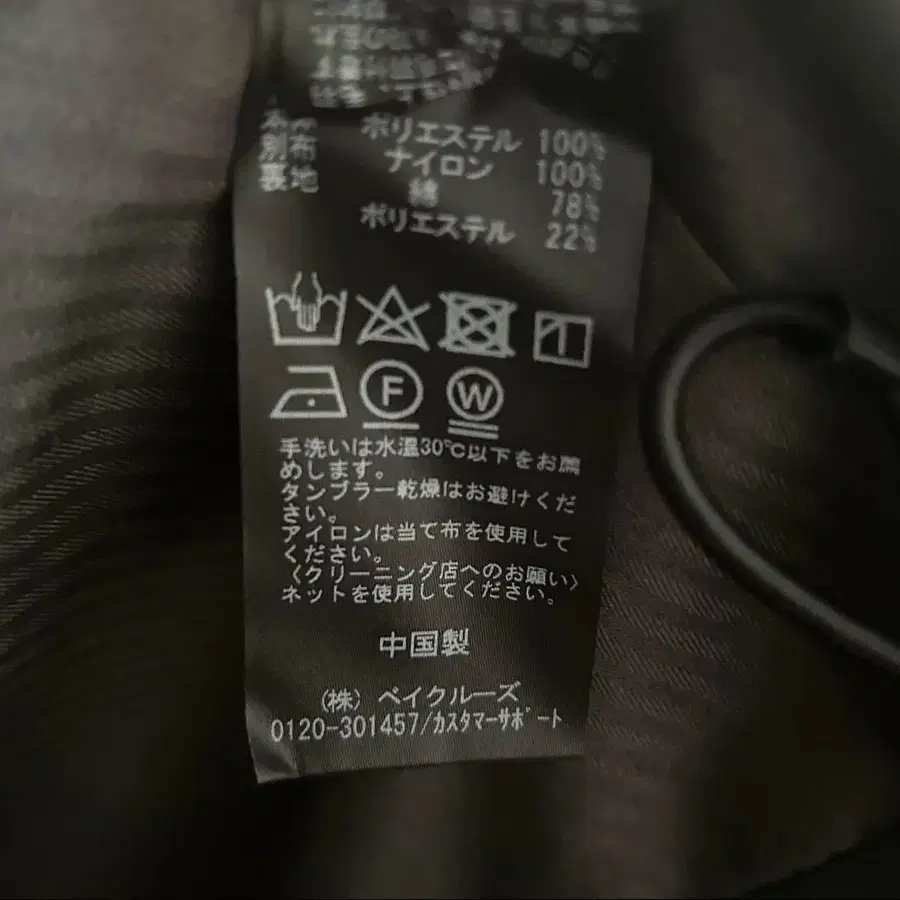 ポリエステル 100%
別布 ナイロン 100%
裏地 綿 78%
ポリエステル 22%
F W
手洗いは水温30℃以下をお薦
めします。
タンブラー乾燥はお避けくだ
さい。
アイロンは当て布を使用して
ください。
〈クリーニング店へのお願い〉
ネットを使用してください。
中国製
(株) ベイクルーズ
0120-301457/カスタマーサポート